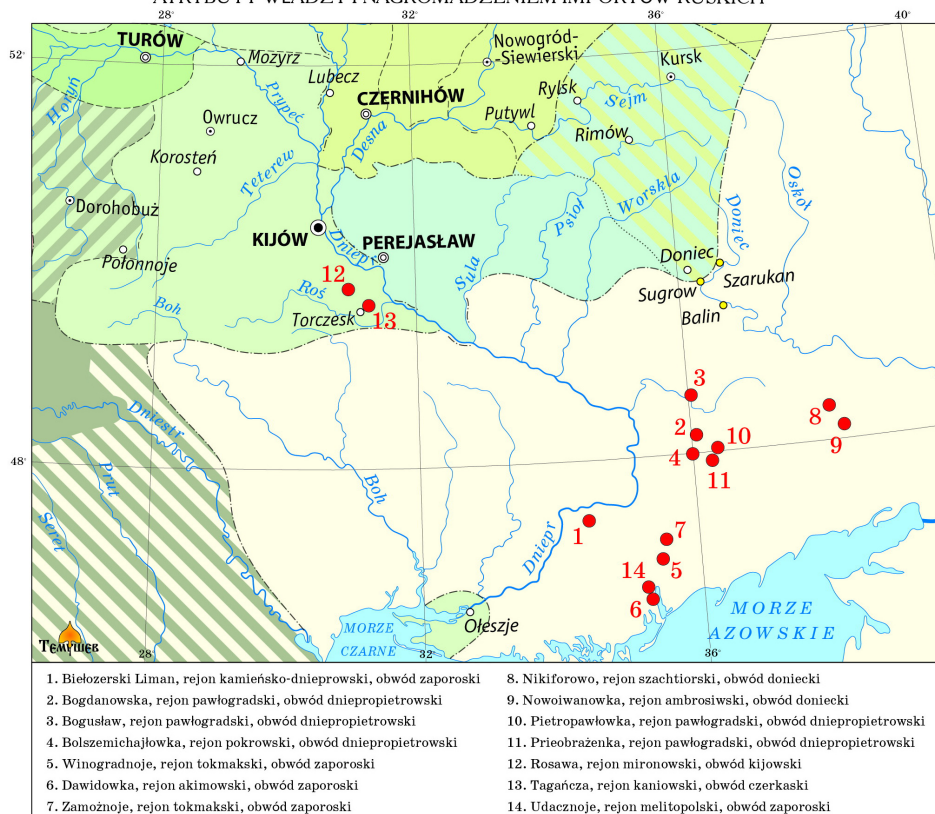 ATRYBUTY WŁADZY I NAGROMADZENIEM IMPORTÓW RUSKICH
28° 32° 36° 40°
52°
TURÓW
Mozyrz
Nowogród-
-Siewierski
Kursk
Lubecz
CZERNIHÓW
Rylsk
Putywl
Sejm
Horyń
Prypeć
Desna
Owrucz
Rimów
Korosteń
Teterew
Worskla
Psioł
Doniec
Oskoł
Dorohobuż
KIJÓW
Dniepr
PEREJASŁAW
Sula
Połonnoje
Doniec
Szarukan
Sugrow
Balin
12
Roś
Boh
Torczesk
13
3
Dniestr
8
2
10
9
48°
4
11
Prut
Boh
Seret
1
Dniepr
7
5
14
6
MORZE
AZOWSKIE
Ołeszje
MORZE
CZARNE
Темушев
28° 32° 36°
1. Biełozerski Liman, rejon kamieńsko-dnieprowski, obwód zaporoski
2. Bogdanowska, rejon pawłogradski, obwód dniepropietrowski
3. Bogusław, rejon pawłogradski, obwód dniepropietrowski
4. Bolszemichajłowka, rejon pokrowski, obwód dniepropietrowski
5. Winogradnoje, rejon tokmakski, obwód zaporoski
6. Dawidowka, rejon akimowski, obwód zaporoski
7. Zamożnoje, rejon tokmakski, obwód zaporoski
8. Nikiforowo, rejon szachtiorski, obwód doniecki
9. Nowoiwanowka, rejon ambrosiwski, obwód doniecki
10. Pietropawłowka, rejon pawłogradski, obwód dniepropietrowski
11. Prieobrażenka, rejon pawłogradski, obwód dniepropietrowski
12. Rosawa, rejon mironowski, obwód kijowski
13. Tagańcza, rejon kaniowski, obwód czerkaski
14. Udacznoje, rejon melitopolski, obwód zaporoski